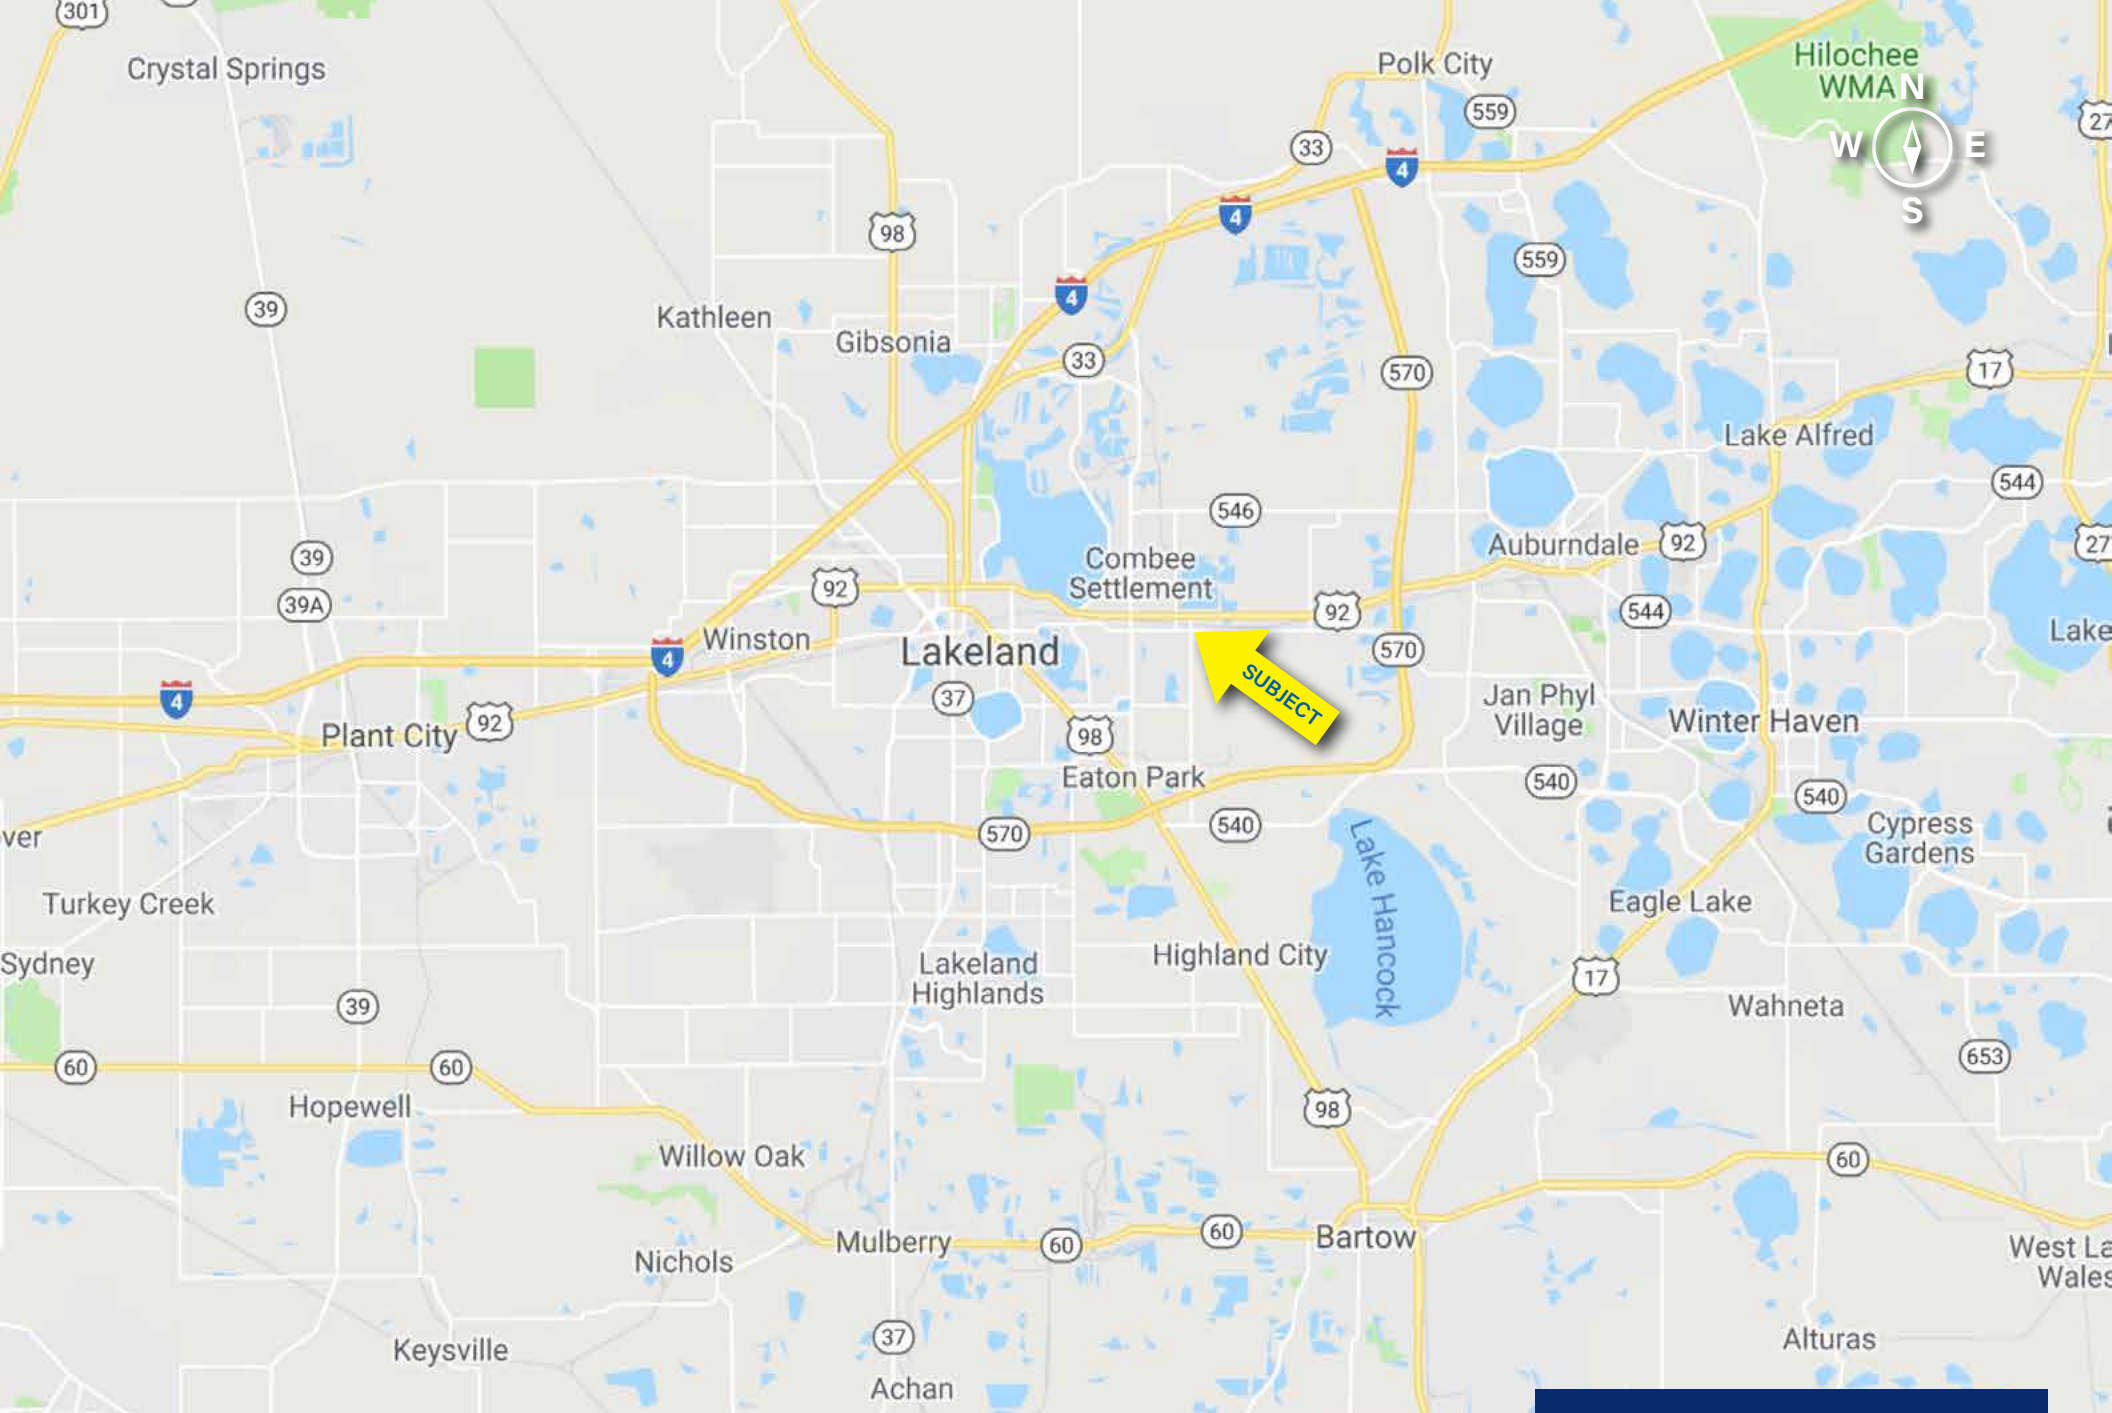 301
Crystal Springs
Polk City
Hilochee
WMA
N
559
27
33
W
E
4
S
98
4
559
39
4
Kathleen
Gibsonia
33
570
17
Lake Alfred
544
546
39
Combee
Settlement
Auburndale
92
27
39A
92
92
544
Winston
Lakeland
4
570
Lake
SUBJECT
4
37
Jan Phyl
Village
Plant City
92
98
Winter Haven
Eaton Park
540
540
over
570
540
Cypress
Gardens
Lake Hancock
Turkey Creek
Eagle Lake
Sydney
Lakeland
Highlands
Highland City
17
39
Wahneta
60
60
653
Hopewell
98
Willow Oak
60
Mulberry
60
60
Bartow
Nichols
West La
Wales
37
Keysville
Alturas
Achan